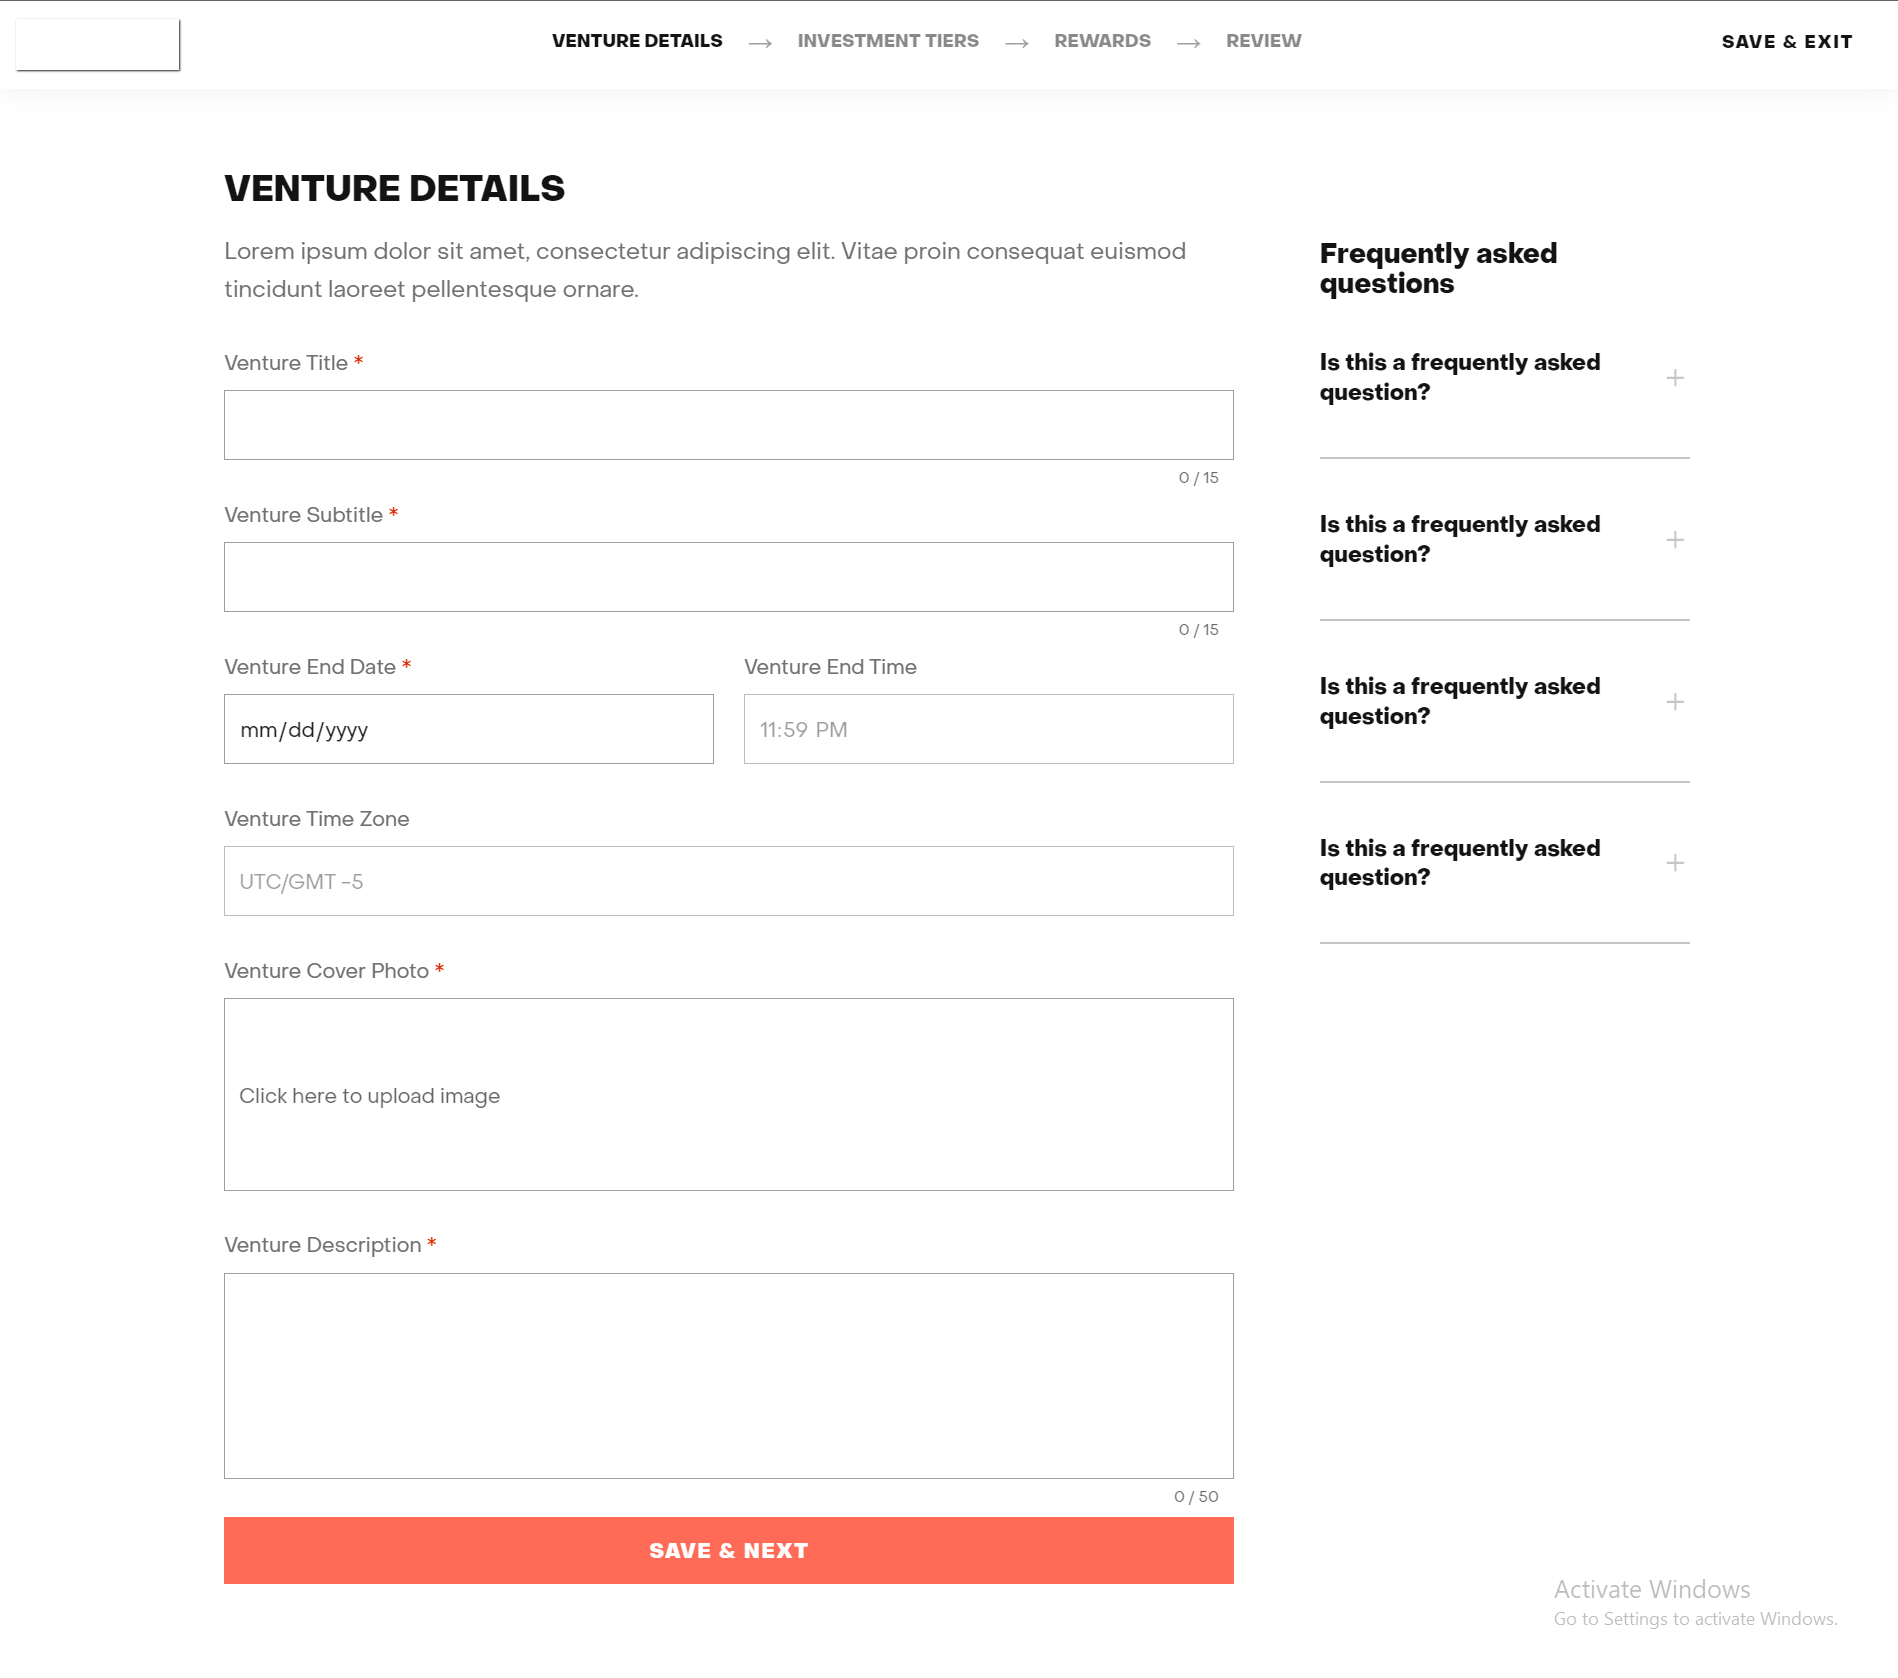 VENTURE DETAILS → INVESTMENT TIERS → REWARDS → REVIEW
SAVE & EXIT
VENTURE DETAILS
Lorem ipsum dolor sit amet, consectetur adipiscing elit. Vitae proin consequat euismod
tincidunt laoreet pellentesque ornare.
Venture Title *
0 / 15
Venture Subtitle *
0 / 15
Venture End Date *
mm/dd/yyyy
Venture End Time
11:59 PM
Venture Time Zone
UTC/GMT -5
Venture Cover Photo *
Click here to upload image
Venture Description *
0 / 50
SAVE & NEXT
Frequently asked
questions
Is this a frequently asked
question?
Is this a frequently asked
question?
Is this a frequently asked
question?
Is this a frequently asked
question?
Activate Windows
Go to Settings to activate Windows.